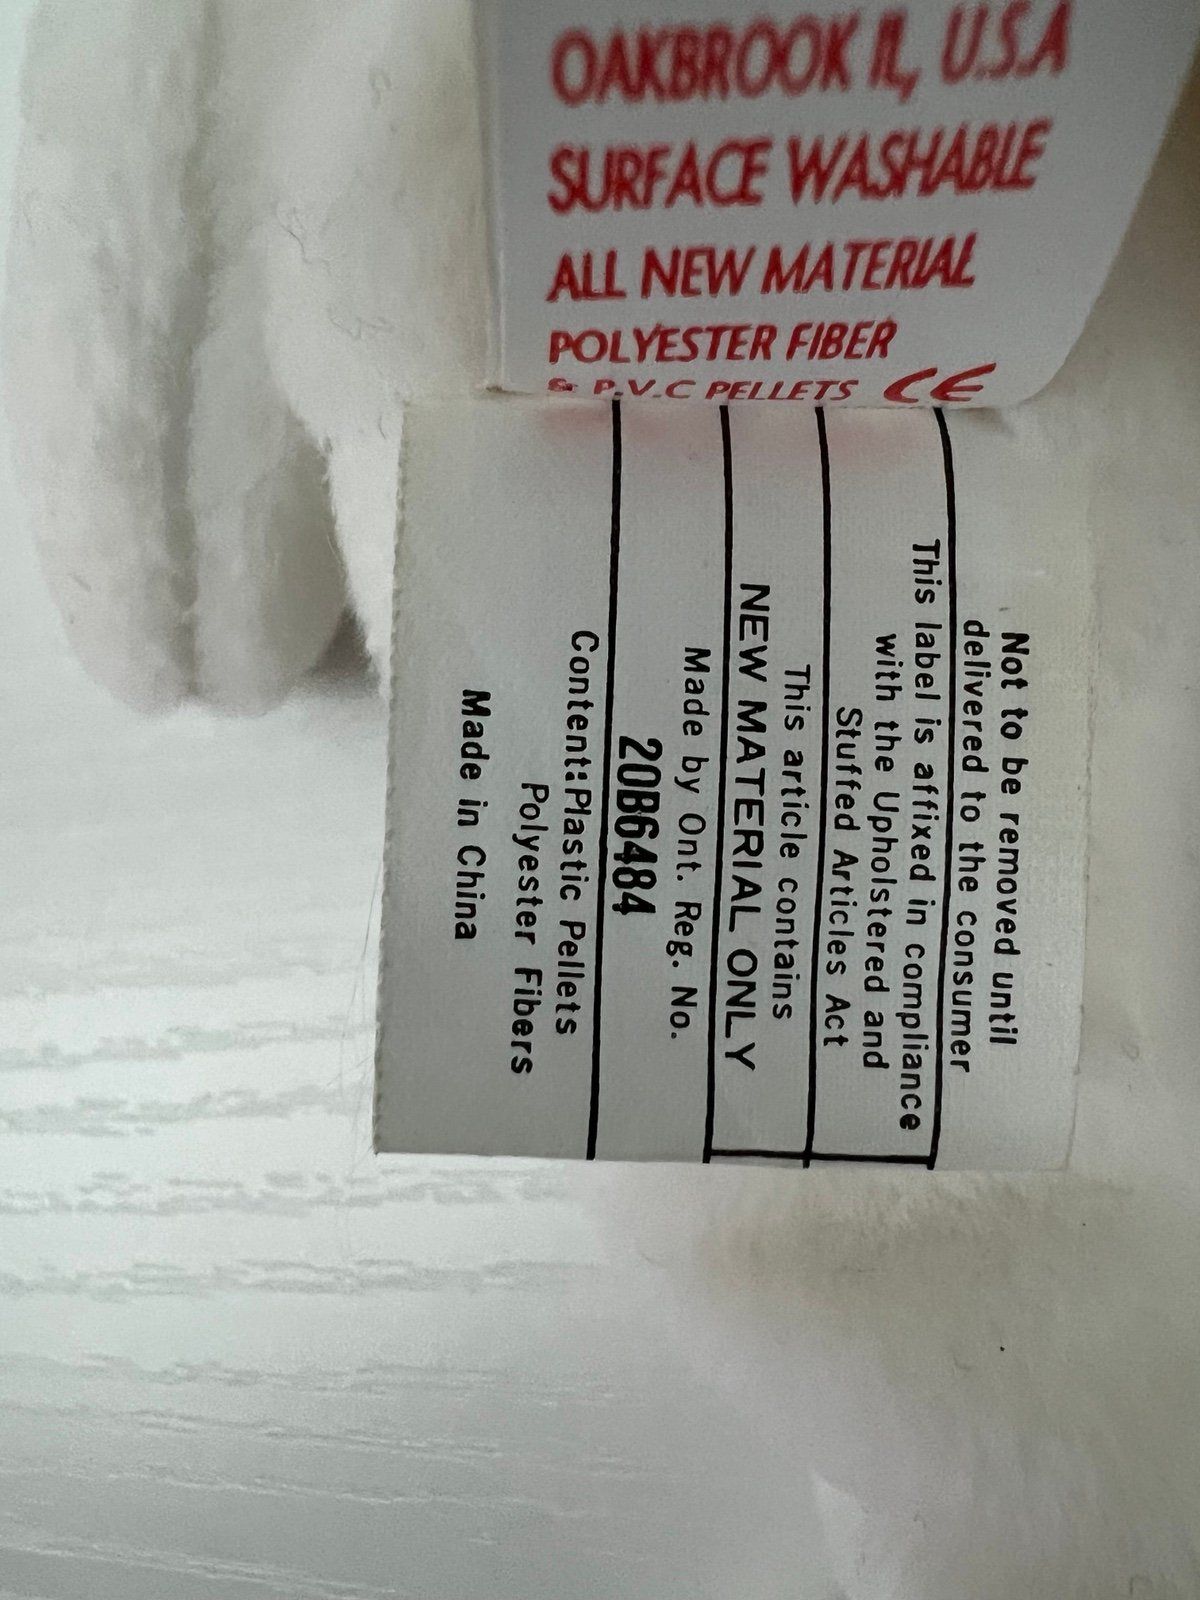 OAKBROOK IL, U.S.A
SURFACE WASHABLE
ALL NEW MATERIAL
POLYESTER FIBER
& P.V.C PELLETS CE
Not to be removed until
delivered to the consumer
This label is affixed in compliance
with the Upholstered and
Stuffed Articles Act
This article contains
NEW MATERIAL ONLY
Made by Ont. Reg. No.
20B6484
Content: Plastic Pellets
Polyester Fibers
Made in China